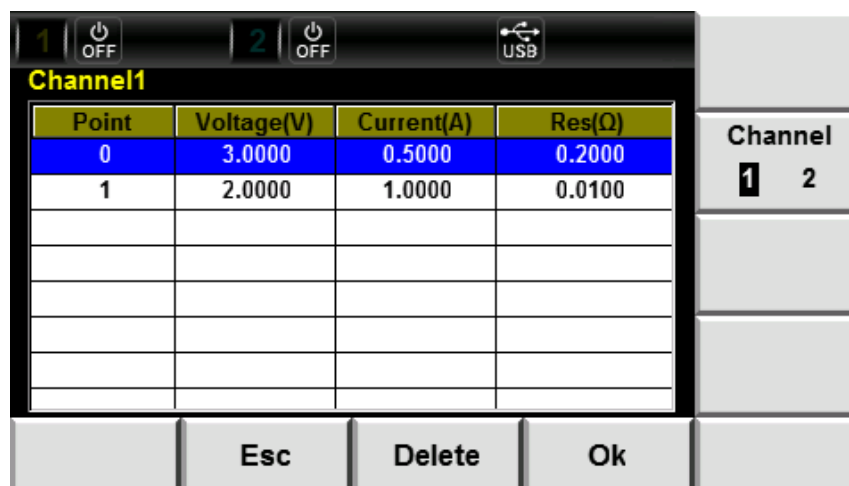 1 OFF 2 OFF USB
Channel1
Point Voltage(V) Current(A) Res(Ω)
0 3.0000 0.5000 0.2000
1 2.0000 1.0000 0.0100
Channel
1 2
Esc Delete Ok